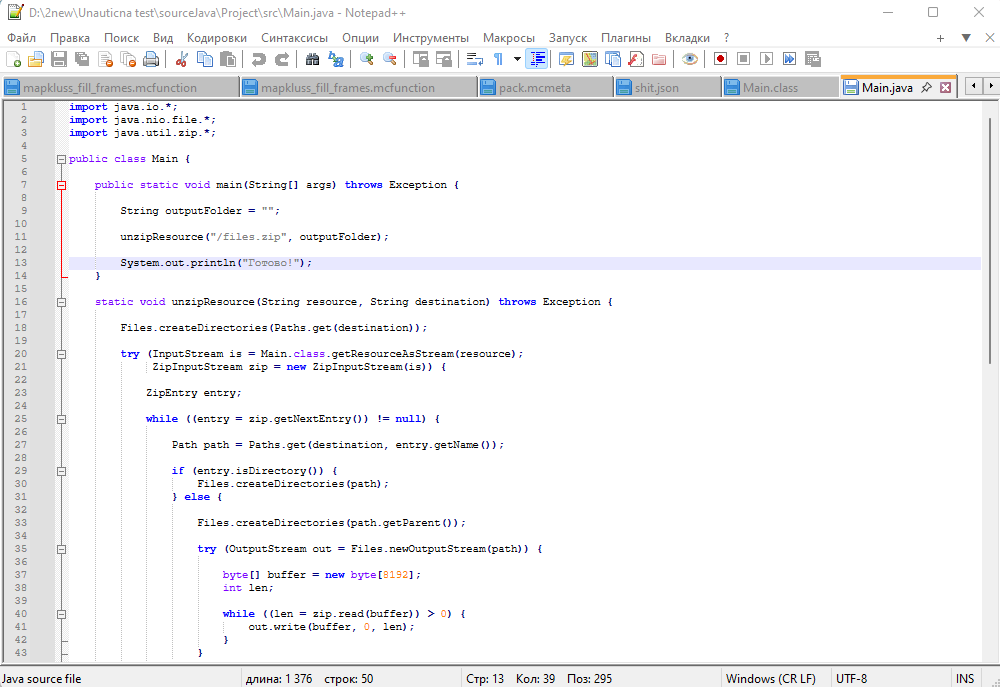 D:\2new\Unauticna test\sourceJava\Project\src\Main.java - Notepad++
Файл Правка Поиск Вид Кодировки Синтаксисы Опции Инструменты Макросы Запуск Плагины Вкладки ?
mapkluss_fill_frames.mcfunction mapkluss_fill_frames.mcfunction pack.mcmeta shit.json Main.class Main.java
1 import java.io.*;
2 import java.nio.file.*;
3 import java.util.zip.*;
4
5 public class Main {
6
7 public static void main(String[] args) throws Exception {
8
9 String outputFolder = "";
10
11 unzipResource("/files.zip", outputFolder);
12
13 System.out.println("Готово!");
14 }
15
16 static void unzipResource(String resource, String destination) throws Exception {
17
18 Files.createDirectories(Paths.get(destination));
19
20 try (InputStream is = Main.class.getResourceAsStream(resource);
21 ZipInputStream zip = new ZipInputStream(is)) {
22
23 ZipEntry entry;
24
25 while ((entry = zip.getNextEntry()) != null) {
26
27 Path path = Paths.get(destination, entry.getName());
28
29 if (entry.isDirectory()) {
30 Files.createDirectories(path);
31 } else {
32
33 Files.createDirectories(path.getParent());
34
35 try (OutputStream out = Files.newOutputStream(path)) {
36
37 byte[] buffer = new byte[8192];
38 int len;
39
40 while ((len = zip.read(buffer)) > 0) {
41 out.write(buffer, 0, len);
42 }
43 }
Java source file длина: 1 376 строк: 50 Стр: 13 Кол: 39 Поз: 295 Windows (CR LF) UTF-8 INS